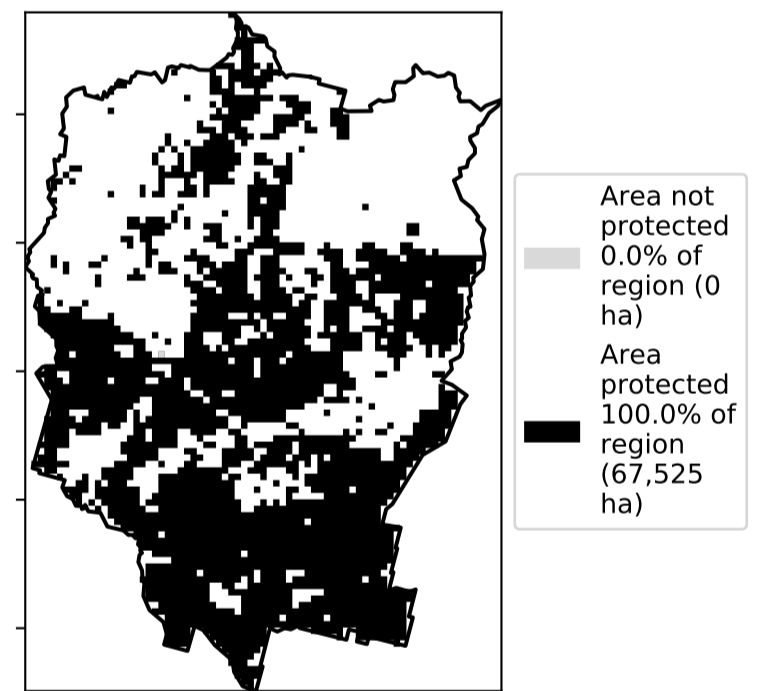 Area not
protected
0.0% of
region (0
ha)
Area
protected
100.0% of
region
(67,525
ha)